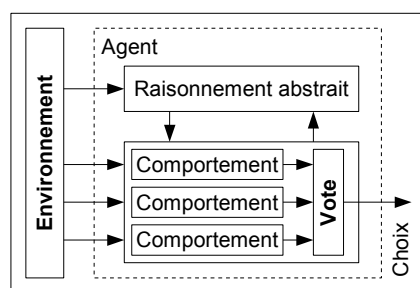 Agent
Environnement
Raisonnement abstrait
Comportement
Comportement
Comportement
Vote
Choix